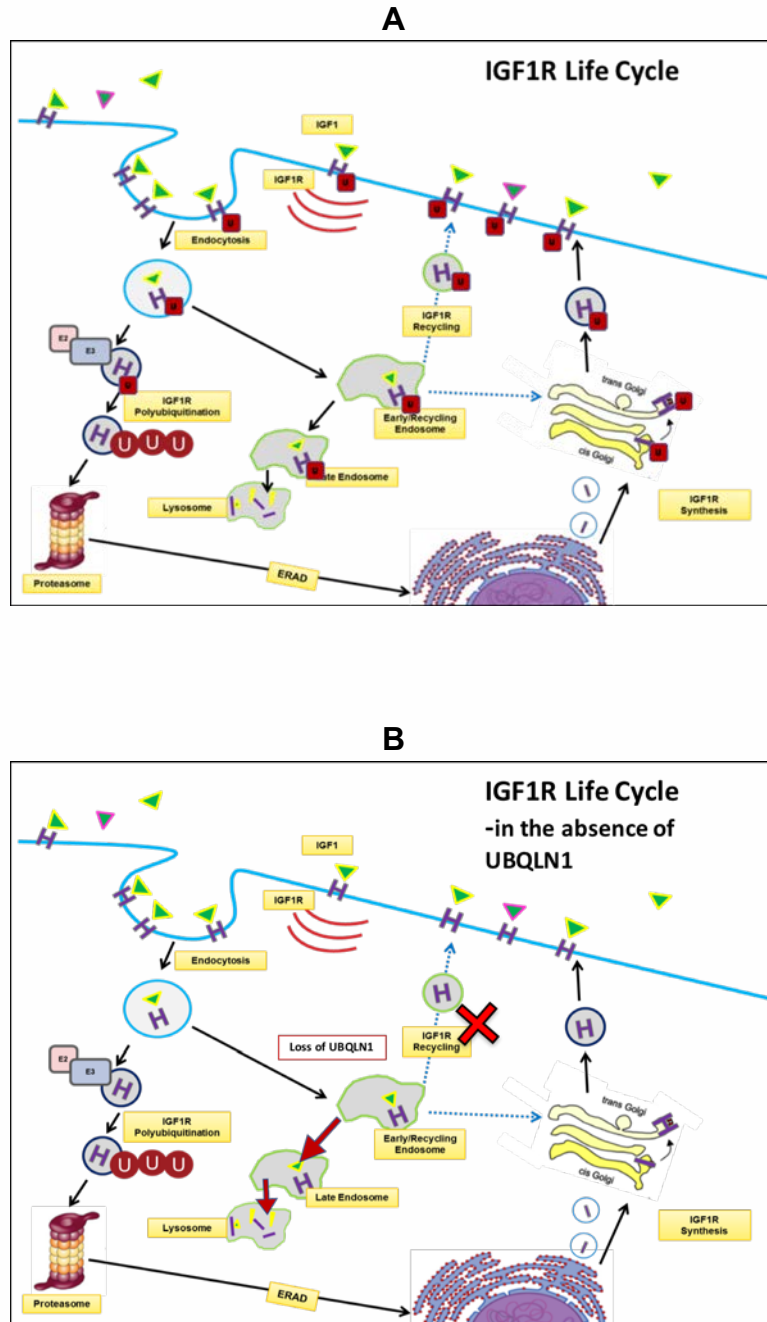 A
IGF1R Life Cycle
IGF1
IGF1R
U
U
U
U
U
Endocytosis
U
U
E2
E3
U
IGF1R
Recycling
U
IGF1R
Polyubiquitination
U U U
Early/Recycling
Endosome
trans Golgi
U
cis Golgi
U
U
Late Endosome
Lysosome
IGF1R
Synthesis
Proteasome
ERAD
B
IGF1R Life Cycle
-in the absence of
UBQLN1
IGF1
IGF1R
Endocytosis
Loss of UBQLN1
IGF1R
Recycling
E2
E3
IGF1R
Polyubiquitination
U U U
Early/Recycling
Endosome
trans Golgi
cis Golgi
Late Endosome
Lysosome
IGF1R
Synthesis
Proteasome
ERAD